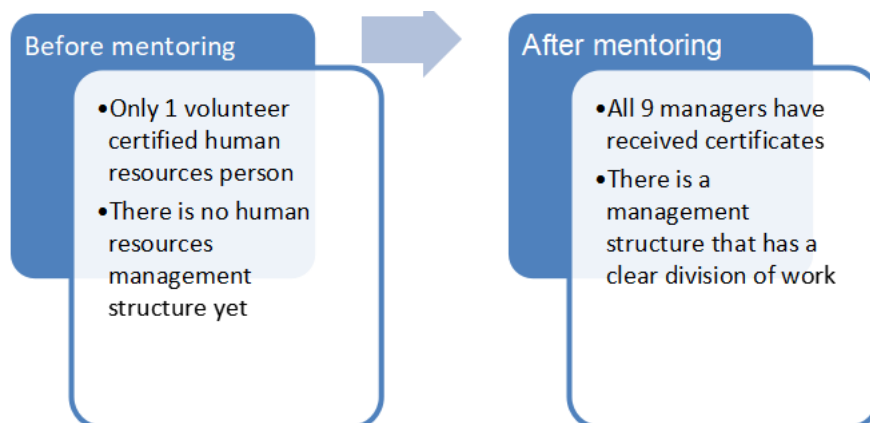 Before mentoring
•Only 1 volunteer
certified human
resources person
•There is no human
resources
management
structure yet
After mentoring
•All 9 managers have
received certificates
•There is a
management
structure that has a
clear division of work